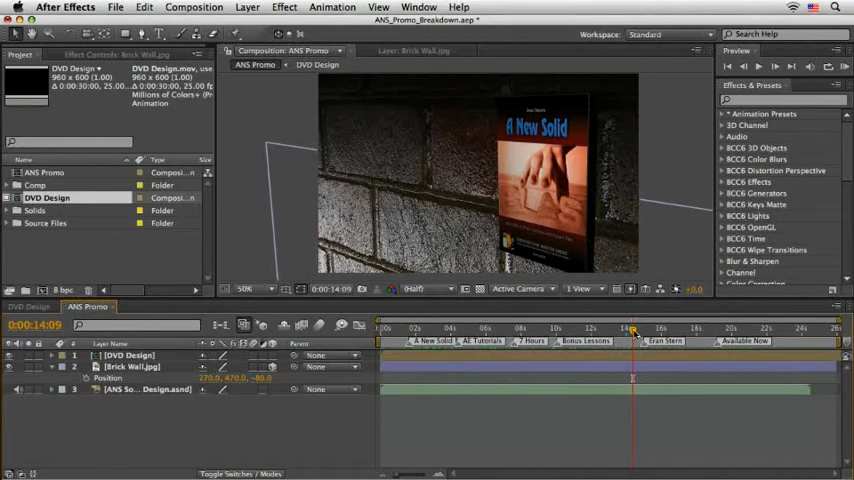 After Effects File Edit Composition Layer Effect Animation View Window Help
ANS_Promo_Breakdown.aep *
Workspace: Standard Search Help
Project Effect Controls: Brick Wall.jpg
Composition: ANS Promo Layer: Brick Wall.jpg
Preview
ANS Promo DVD Design
DVD Design DVD Design.mov, use
960 x 600 (1.00) 960 x 600 (1.00)
Δ 0:00:30:00, 25.00 Δ 0:00:30:00, 25.00
Millions of Colors+ (Pr
Animation
Effects & Presets
Name Type Size
ANS Promo Composi...n
Comp Folder
DVD Design Composi...n
Solids Folder
Source Files Folder
8 bpc
A New Solid
* Animation Presets
3D Channel
Audio
BCC6 3D Objects
BCC6 Color Blurs
BCC6 Distortion Perspective
BCC6 Effects
BCC6 Generators
BCC6 Keys Matte
BCC6 Lights
BCC6 OpenGL
BCC6 Time
BCC6 Wipe Transitions
Blur & Sharpen
Channel
50% 0:00:14:09 (Half) Active Camera 1 View +0.0
DVD Design ANS Promo
0:00:14:09
:00s 02s 04s 06s 08s 10s 12s 14s 16s 18s 20s 22s 24s 26s
# Layer Name Parent
A New Solid AE Tutorials 7 Hours Bonus Lessons Eran Stern Available Now
1 [DVD Design] None
2 [Brick Wall.jpg] None
Position 270.0, 470.0, -80.0
3 [ANS So... Design.asnd] None
Toggle Switches / Modes